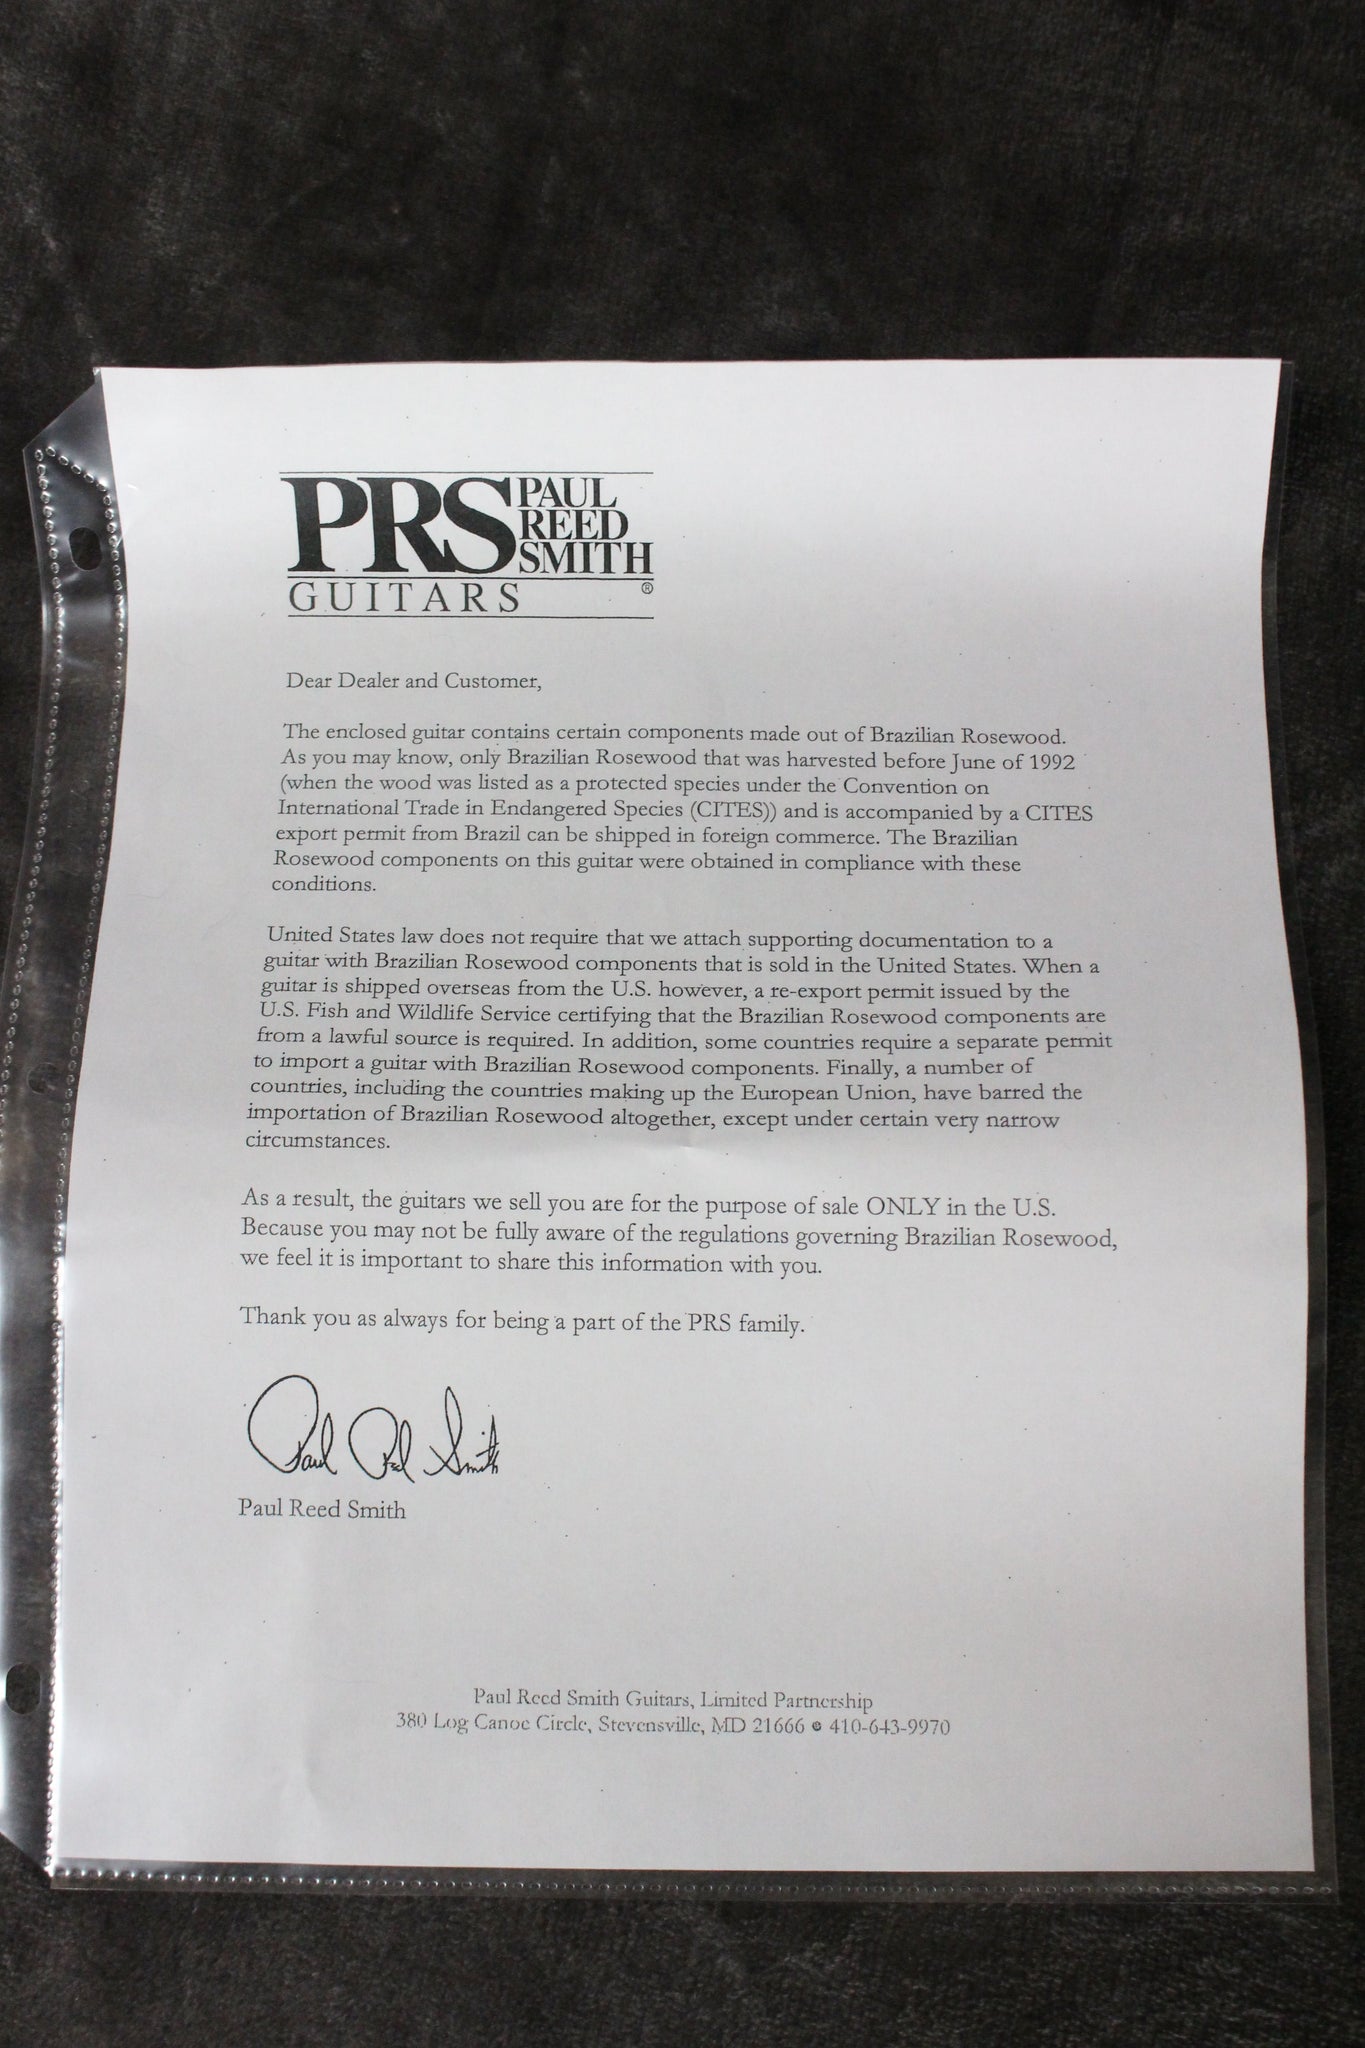 PRS PAUL
REED
SMITH
GUITARS ®
Dear Dealer and Customer,
The enclosed guitar contains certain components made out of Brazilian Rosewood.
As you may know, only Brazilian Rosewood that was harvested before June of 1992
(when the wood was listed as a protected species under the Convention on
International Trade in Endangered Species (CITES)) and is accompanied by a CITES
export permit from Brazil can be shipped in foreign commerce. The Brazilian
Rosewood components on this guitar were obtained in compliance with these
conditions.
United States law does not require that we attach supporting documentation to a
guitar with Brazilian Rosewood components that is sold in the United States. When a
guitar is shipped overseas from the U.S. however, a re-export permit issued by the
U.S. Fish and Wildlife Service certifying that the Brazilian Rosewood components are
from a lawful source is required. In addition, some countries require a separate permit
to import a guitar with Brazilian Rosewood components. Finally, a number of
countries, including the countries making up the European Union, have barred the
importation of Brazilian Rosewood altogether, except under certain very narrow
circumstances.
As a result, the guitars we sell you are for the purpose of sale ONLY in the U.S.
Because you may not be fully aware of the regulations governing Brazilian Rosewood,
we feel it is important to share this information with you.
Thank you as always for being a part of the PRS family.
Paul Reed Smith
Paul Reed Smith
Paul Reed Smith Guitars, Limited Partnership
380 Log Canoe Circle, Stevensville, MD 21666 ● 410-643-9970